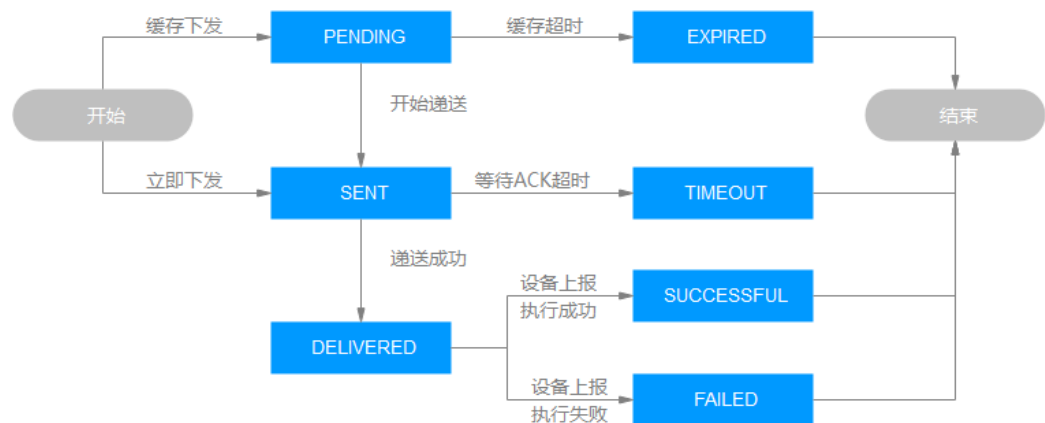 缓存下发
PENDING
缓存超时
EXPIRED
开始
开始递送
结束
立即下发
SENT
等待ACK超时
TIMEOUT
递送成功
设备上报
执行成功
SUCCESSFUL
DELIVERED
设备上报
执行失败
FAILED